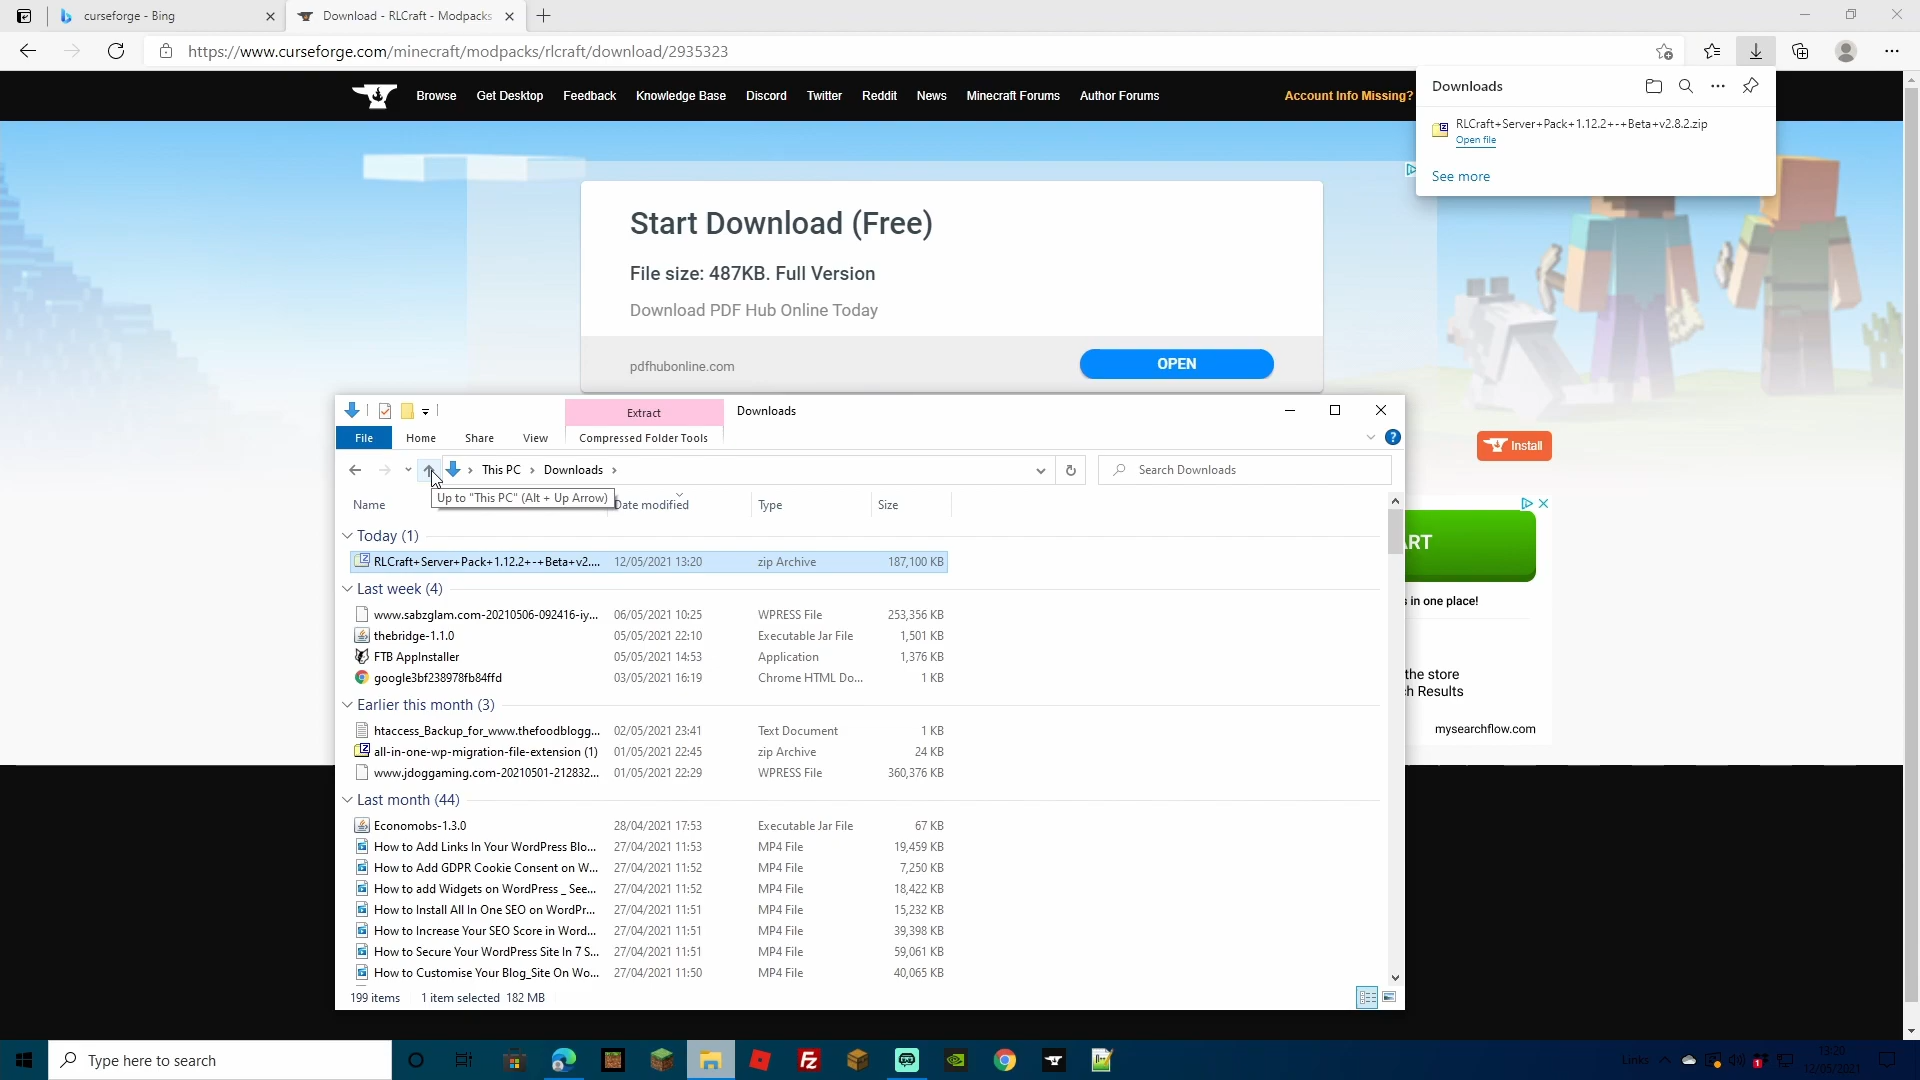 curseforge - Bing
Download - RLCraft - Modpacks
https://www.curseforge.com/minecraft/modpacks/rlcraft/download/2935323
Browse Get Desktop Feedback Knowledge Base Discord Twitter Reddit News Minecraft Forums Author Forums Account Info Missing?
Downloads
RLCraft+Server+Pack+1.12.2+-+Beta+v2.8.2.zip
Open file
See more
Start Download (Free)
File size: 487KB. Full Version
Download PDF Hub Online Today
pdfhubonline.com
OPEN
Install
Extract
Downloads
File Home Share View Compressed Folder Tools
This PC > Downloads >
Search Downloads
Up to "This PC" (Alt + Up Arrow)
Name Date modified Type Size
Today (1)
RLCraft+Server+Pack+1.12.2+-+Beta+v2.... 12/05/2021 13:20 zip Archive 187,100 KB
Last week (4)
www.sabzglam.com-20210506-092416-iy... 06/05/2021 10:25 WPRESS File 253,356 KB
thebridge-1.1.0 05/05/2021 22:10 Executable Jar File 1,501 KB
FTB AppInstaller 05/05/2021 14:53 Application 1,376 KB
google3bf238978fb84ffd 03/05/2021 16:19 Chrome HTML Do... 1 KB
Earlier this month (3)
htaccess_Backup_for_www.thefoodblogg... 02/05/2021 23:41 Text Document 1 KB
all-in-one-wp-migration-file-extension (1) 01/05/2021 22:45 zip Archive 24 KB
www.jdoggaming.com-20210501-212832... 01/05/2021 22:29 WPRESS File 360,376 KB
Last month (44)
Economobs-1.3.0 28/04/2021 17:53 Executable Jar File 67 KB
How to Add Links In Your WordPress Blo... 27/04/2021 11:53 MP4 File 19,459 KB
How to Add GDPR Cookie Consent on W... 27/04/2021 11:52 MP4 File 7,250 KB
How to add Widgets on WordPress _ See... 27/04/2021 11:52 MP4 File 18,422 KB
How to Install All In One SEO on WordPr... 27/04/2021 11:51 MP4 File 15,232 KB
How to Increase Your SEO Score in Word... 27/04/2021 11:51 MP4 File 39,398 KB
How to Secure Your WordPress Site In 7 S... 27/04/2021 11:51 MP4 File 59,061 KB
How to Customise Your Blog_Site On Wo... 27/04/2021 11:50 MP4 File 40,065 KB
199 items 1 item selected 182 MB
ART
s in one place!
the store
ch Results
mysearchflow.com
Type here to search
Links
13:20
12/05/2021